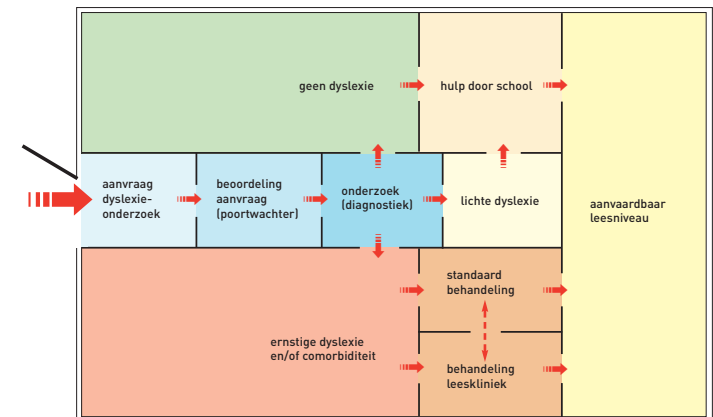 geen dyslexie
hulp door school
aanvraag
dyslexie-
onderzoek
beoordeling
aanvraag
(poortwachter)
onderzoek
(diagnostiek)
lichte dyslexie
aanvaardbaar
leesniveau
standaard
behandeling
ernstige dyslexie
en/of comorbiditeit
behandeling
leeskliniek